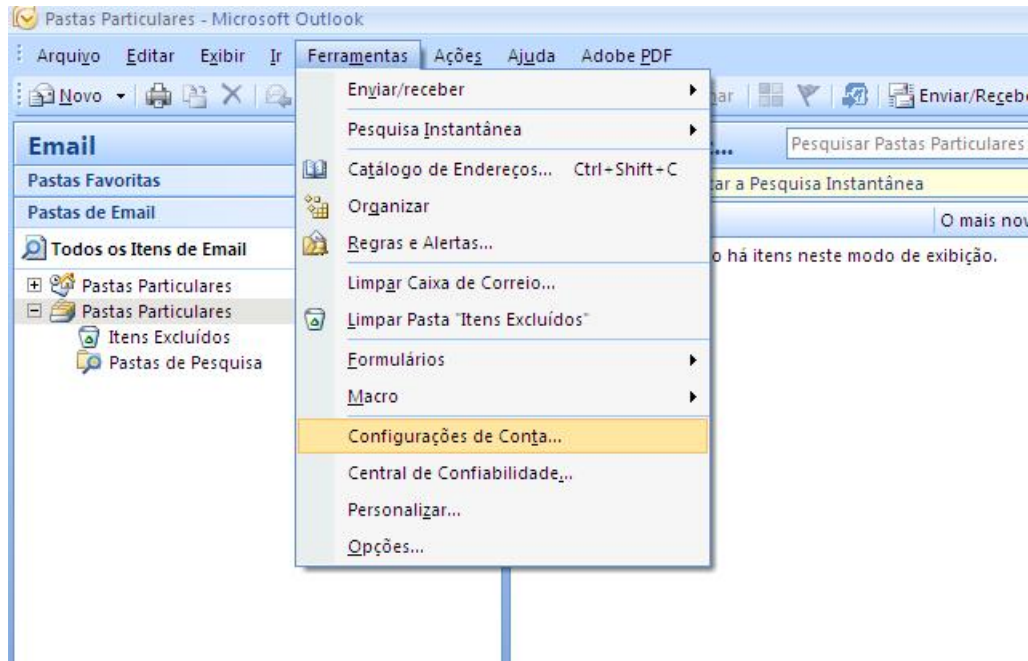 Pastas Particulares - Microsoft Outlook
Arquivo Editar Exibir Ir Ferramentas Ações Ajuda Adobe PDF
Novo Enviar/Receb
Email
Pastas Favoritas
Pastas de Email
Todos os Itens de Email
Pastas Particulares
Pastas Particulares
Itens Excluídos
Pastas de Pesquisa
Enviar/receber
Pesquisa Instantânea
Catálogo de Endereços... Ctrl+Shift+C
Organizar
Regras e Alertas...
Limpar Caixa de Correio...
Limpar Pasta "Itens Excluídos"
Formulários
Macro
Configurações de Conta...
Central de Confiabilidade...
Personalizar...
Opções...
... Pesquisar Pastas Particulares
ar a Pesquisa Instantânea
O mais nov
o há itens neste modo de exibição.